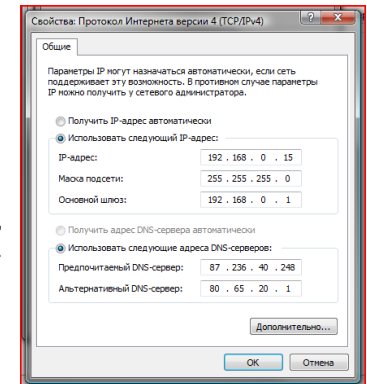 Свойства: Протокол Интернета версии 4 (TCP/IPv4)
Общие
Параметры IP могут назначаться автоматически, если сеть
поддерживает эту возможность. В противном случае параметры
IP можно получить у сетевого администратора.
Получить IP-адрес автоматически
Использовать следующий IP-адрес:
IP-адрес: 192 . 168 . 0 . 15
Маска подсети: 255 . 255 . 255 . 0
Основной шлюз: 192 . 168 . 0 . 1
Получить адрес DNS-сервера автоматически
Использовать следующие адреса DNS-серверов:
Предпочитаемый DNS-сервер: 87 . 236 . 40 . 248
Альтернативный DNS-сервер: 80 . 65 . 20 . 1
Дополнительно...
ОК Отмена